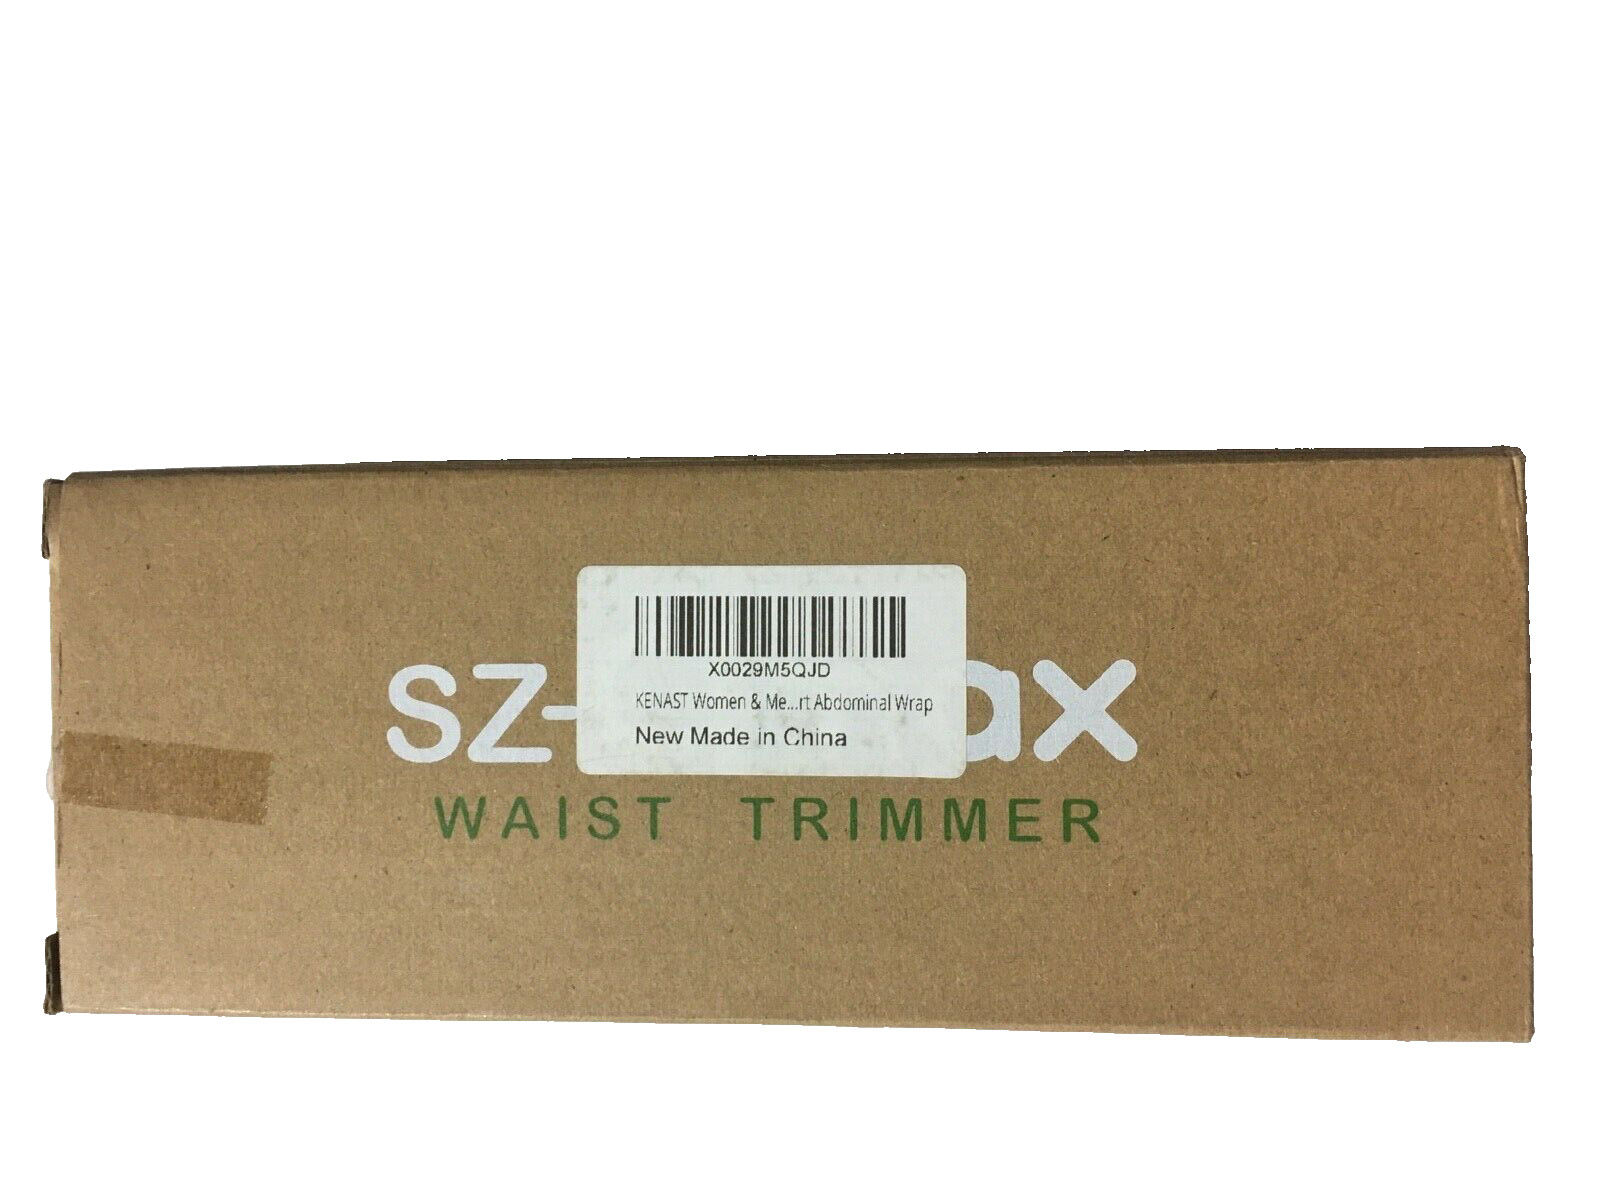 X0029M5QJD
KENAST Women & Me...rt Abdominal Wrap
New Made in China
sz- ax
WAIST TRIMMER